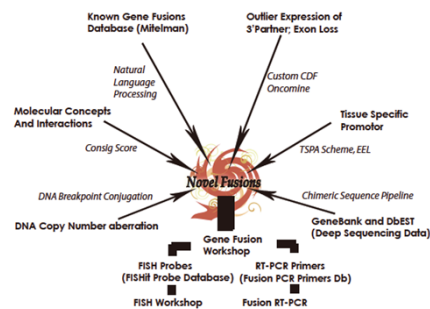 Known Gene Fusions
Database (Mitelman)
Outlier Expression of
3'Partner; Exon Loss
Natural
Language
Processing
Custom CDF
Oncomine
Molecular Concepts
And Interactions
Tissue Specific
Promotor
Consig Score
TSPA Scheme, EEL
Novel Fusions
DNA Breakpoint Conjugation
Chimeric Sequence Pipeline
DNA Copy Number aberration
GeneBank and DbEST
(Deep Sequencing Data)
Gene Fusion
Workshop
FISH Probes
(FISHit Probe Database)
RT-PCR Primers
(Fusion PCR Primers Db)
FISH Workshop
Fusion RT-PCR